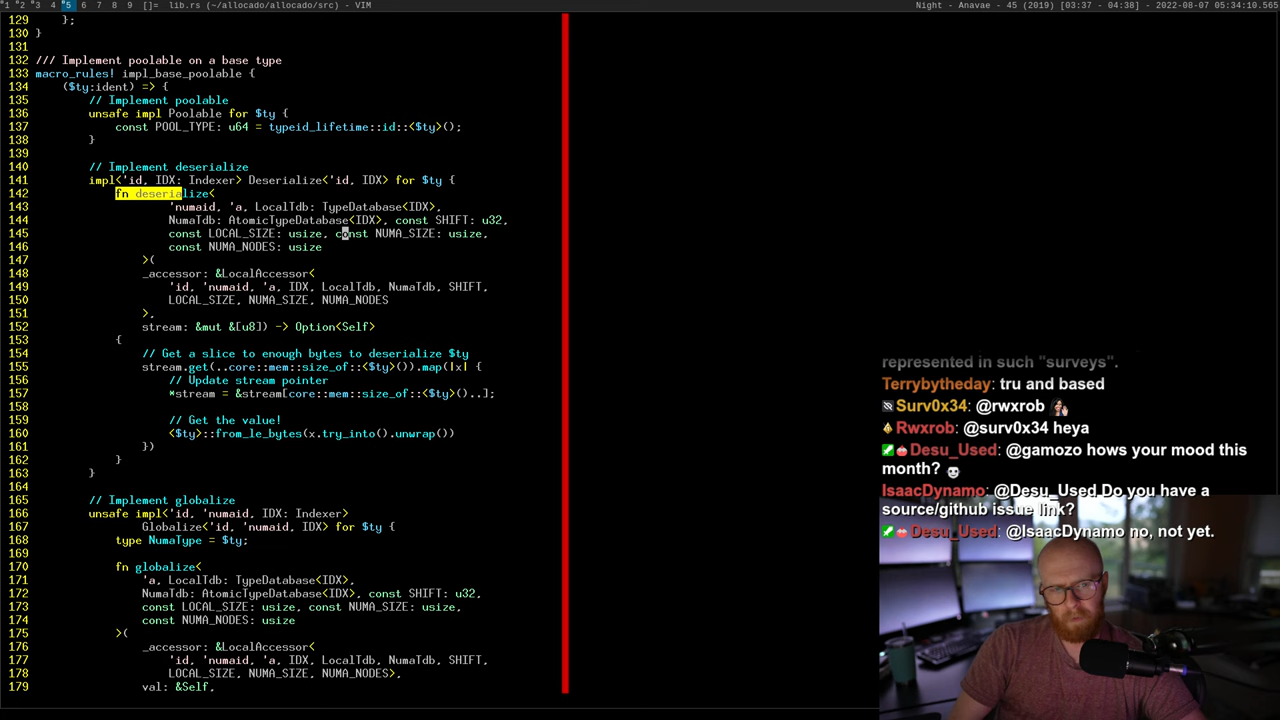 1 2 3 4 5 6 7 8 9 []= lib.rs (~/allocado/allocado/src) - VIM
Night - Anavae - 45 (2019) [03:37 - 04:38] - 2022-08-07 05:34:10.565
129 };
130 }
131
132 /// Implement poolable on a base type
133 macro_rules! impl_base_poolable {
134 ($ty:ident) => {
135 // Implement poolable
136 unsafe impl Poolable for $ty {
137 const POOL_TYPE: u64 = typeid_lifetime::id::<$ty>();
138 }
139
140 // Implement deserialize
141 impl<'id, IDX: Indexer> Deserialize<'id, IDX> for $ty {
142 fn deserialize<
143 'numaid, 'a, LocalTdb: TypeDatabase<IDX>,
144 NumaTdb: AtomicTypeDatabase<IDX>, const SHIFT: u32,
145 const LOCAL_SIZE: usize, const NUMA_SIZE: usize,
146 const NUMA_NODES: usize
147 >(
148 _accessor: &LocalAccessor<
149 'id, 'numaid, 'a, IDX, LocalTdb, NumaTdb, SHIFT,
150 LOCAL_SIZE, NUMA_SIZE, NUMA_NODES
151 >,
152 stream: &mut &[u8]) -> Option<Self>
153 {
154 // Get a slice to enough bytes to deserialize $ty
155 stream.get(..core::mem::size_of::<$ty>()).map(|x| {
156 // Update stream pointer
157 *stream = &stream[core::mem::size_of::<$ty>()..];
158
159 // Get the value!
160 <$ty>::from_le_bytes(x.try_into().unwrap())
161 })
162 }
163 }
164
165 // Implement globalize
166 unsafe impl<'id, 'numaid, IDX: Indexer>
167 Globalize<'id, 'numaid, IDX> for $ty {
168 type NumaType = $ty;
169
170 fn globalize<
171 'a, LocalTdb: TypeDatabase<IDX>,
172 NumaTdb: AtomicTypeDatabase<IDX>, const SHIFT: u32,
173 const LOCAL_SIZE: usize, const NUMA_SIZE: usize,
174 const NUMA_NODES: usize
175 >(
176 _accessor: &LocalAccessor<
177 'id, 'numaid, 'a, IDX, LocalTdb, NumaTdb, SHIFT,
178 LOCAL_SIZE, NUMA_SIZE, NUMA_NODES>,
179 val: &Self,
represented in such "surveys".
Terrybytheday: tru and based
Surv0x34: @rwxrob
Rwxrob: @surv0x34 heya
Desu_Used: @gamozo hows your mood this
month?
IsaacDynamo: @Desu_Used Do you have a
source/github issue link?
Desu_Used: @IsaacDynamo no, not yet.